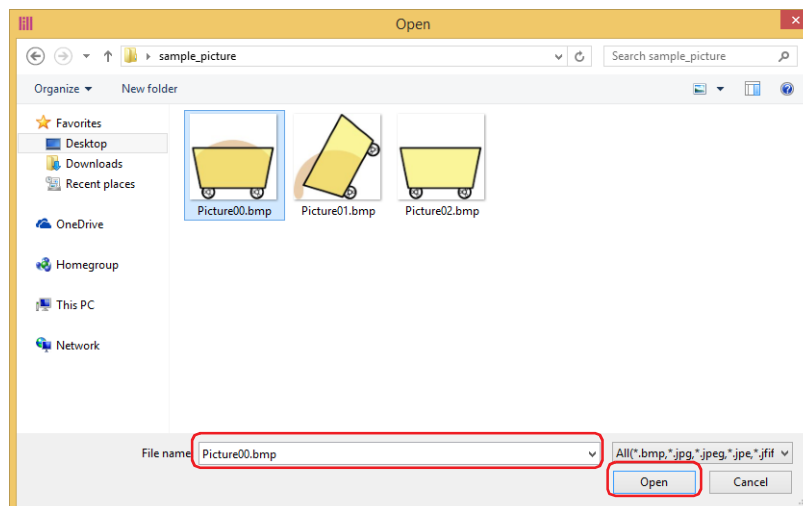 Open
sample_picture
Search sample_picture
Organize
New folder
Favorites
Desktop
Downloads
Recent places
OneDrive
Homegroup
This PC
Network
Picture00.bmp
Picture01.bmp
Picture02.bmp
File name
Picture00.bmp
All(*.bmp,*.jpg,*.jpeg,*.jpe,*.jfif
Open
Cancel